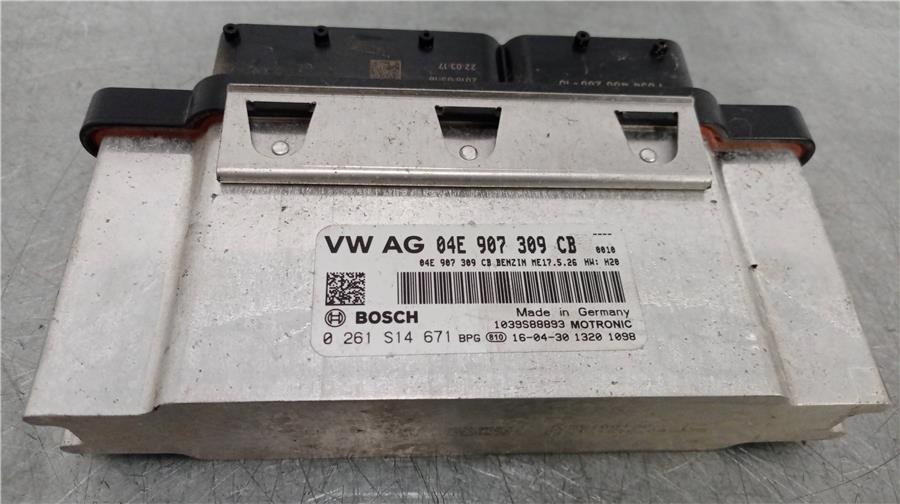 22.03.17
VW AG 04E 907 309 CB ----
0010
04E 907 309 CB BENZIN ME17.5.26 HW: H20
Made in Germany
BOSCH
1039S88893 MOTRONIC
0 261 S14 671 BPG 810 16-04-30 1320 1098